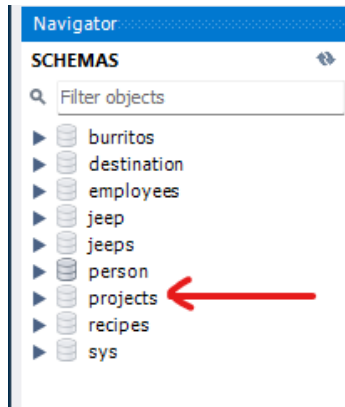 Navigator
SCHEMAS
Filter objects
burritos
destination
employees
jeep
jeeps
person
projects
recipes
sys